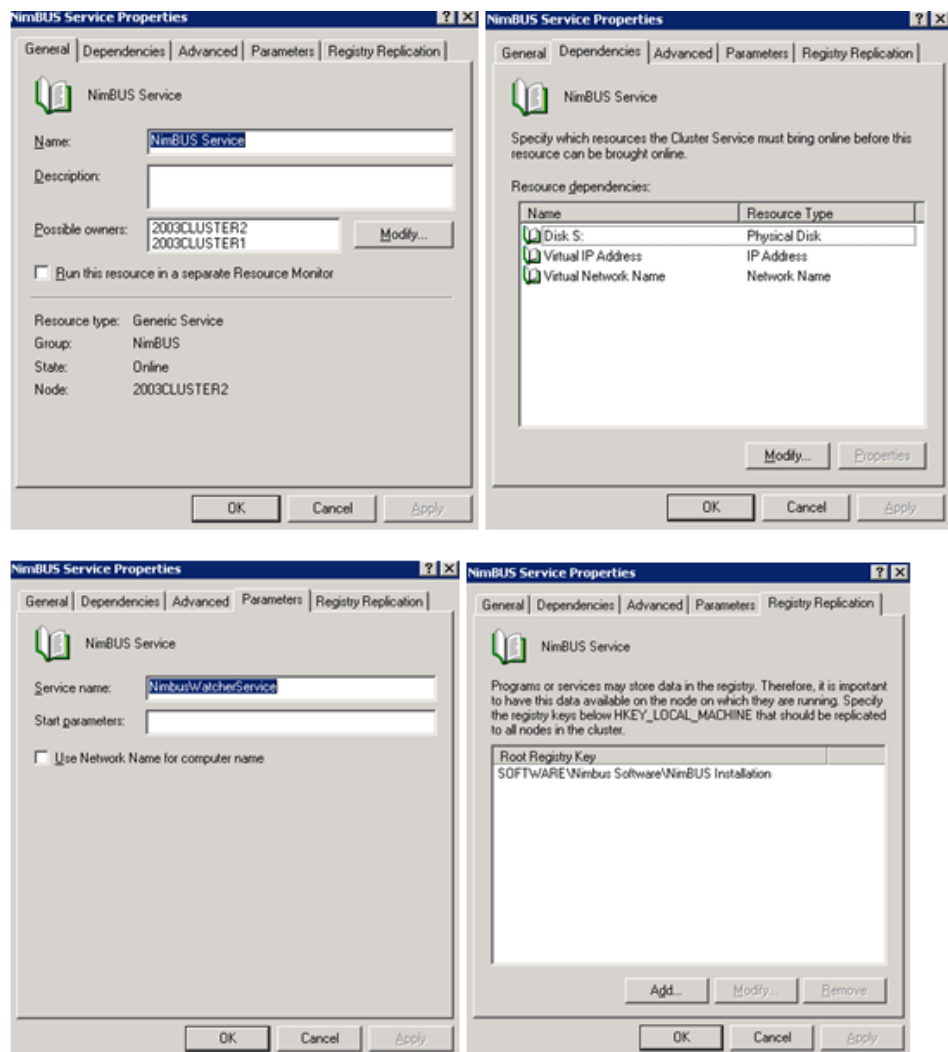 NimBUS Service Properties
General Dependencies Advanced Parameters Registry Replication
NimBUS Service
Name: NimBUS Service
Description:
Possible owners: 2003CLUSTER2
2003CLUSTER1
Modify...
Run this resource in a separate Resource Monitor
Resource type: Generic Service
Group: NimBUS
State: Online
Node: 2003CLUSTER2
OK Cancel Apply
NimBUS Service Properties
General Dependencies Advanced Parameters Registry Replication
NimBUS Service
Specify which resources the Cluster Service must bring online before this
resource can be brought online.
Resource dependencies:
Name Resource Type
Disk S: Physical Disk
Virtual IP Address IP Address
Virtual Network Name Network Name
Modify... Properties
OK Cancel Apply
NimBUS Service Properties
General Dependencies Advanced Parameters Registry Replication
NimBUS Service
Service name: NimbusWatcherService
Start parameters:
Use Network Name for computer name
OK Cancel Apply
NimBUS Service Properties
General Dependencies Advanced Parameters Registry Replication
NimBUS Service
Programs or services may store data in the registry. Therefore, it is important
to have this data available on the node on which they are running. Specify
the registry keys below HKEY_LOCAL_MACHINE that should be replicated
to all nodes in the cluster.
Root Registry Key
SOFTWARE\Nimbus Software\NimBUS Installation
Add... Modify... Remove
OK Cancel Apply